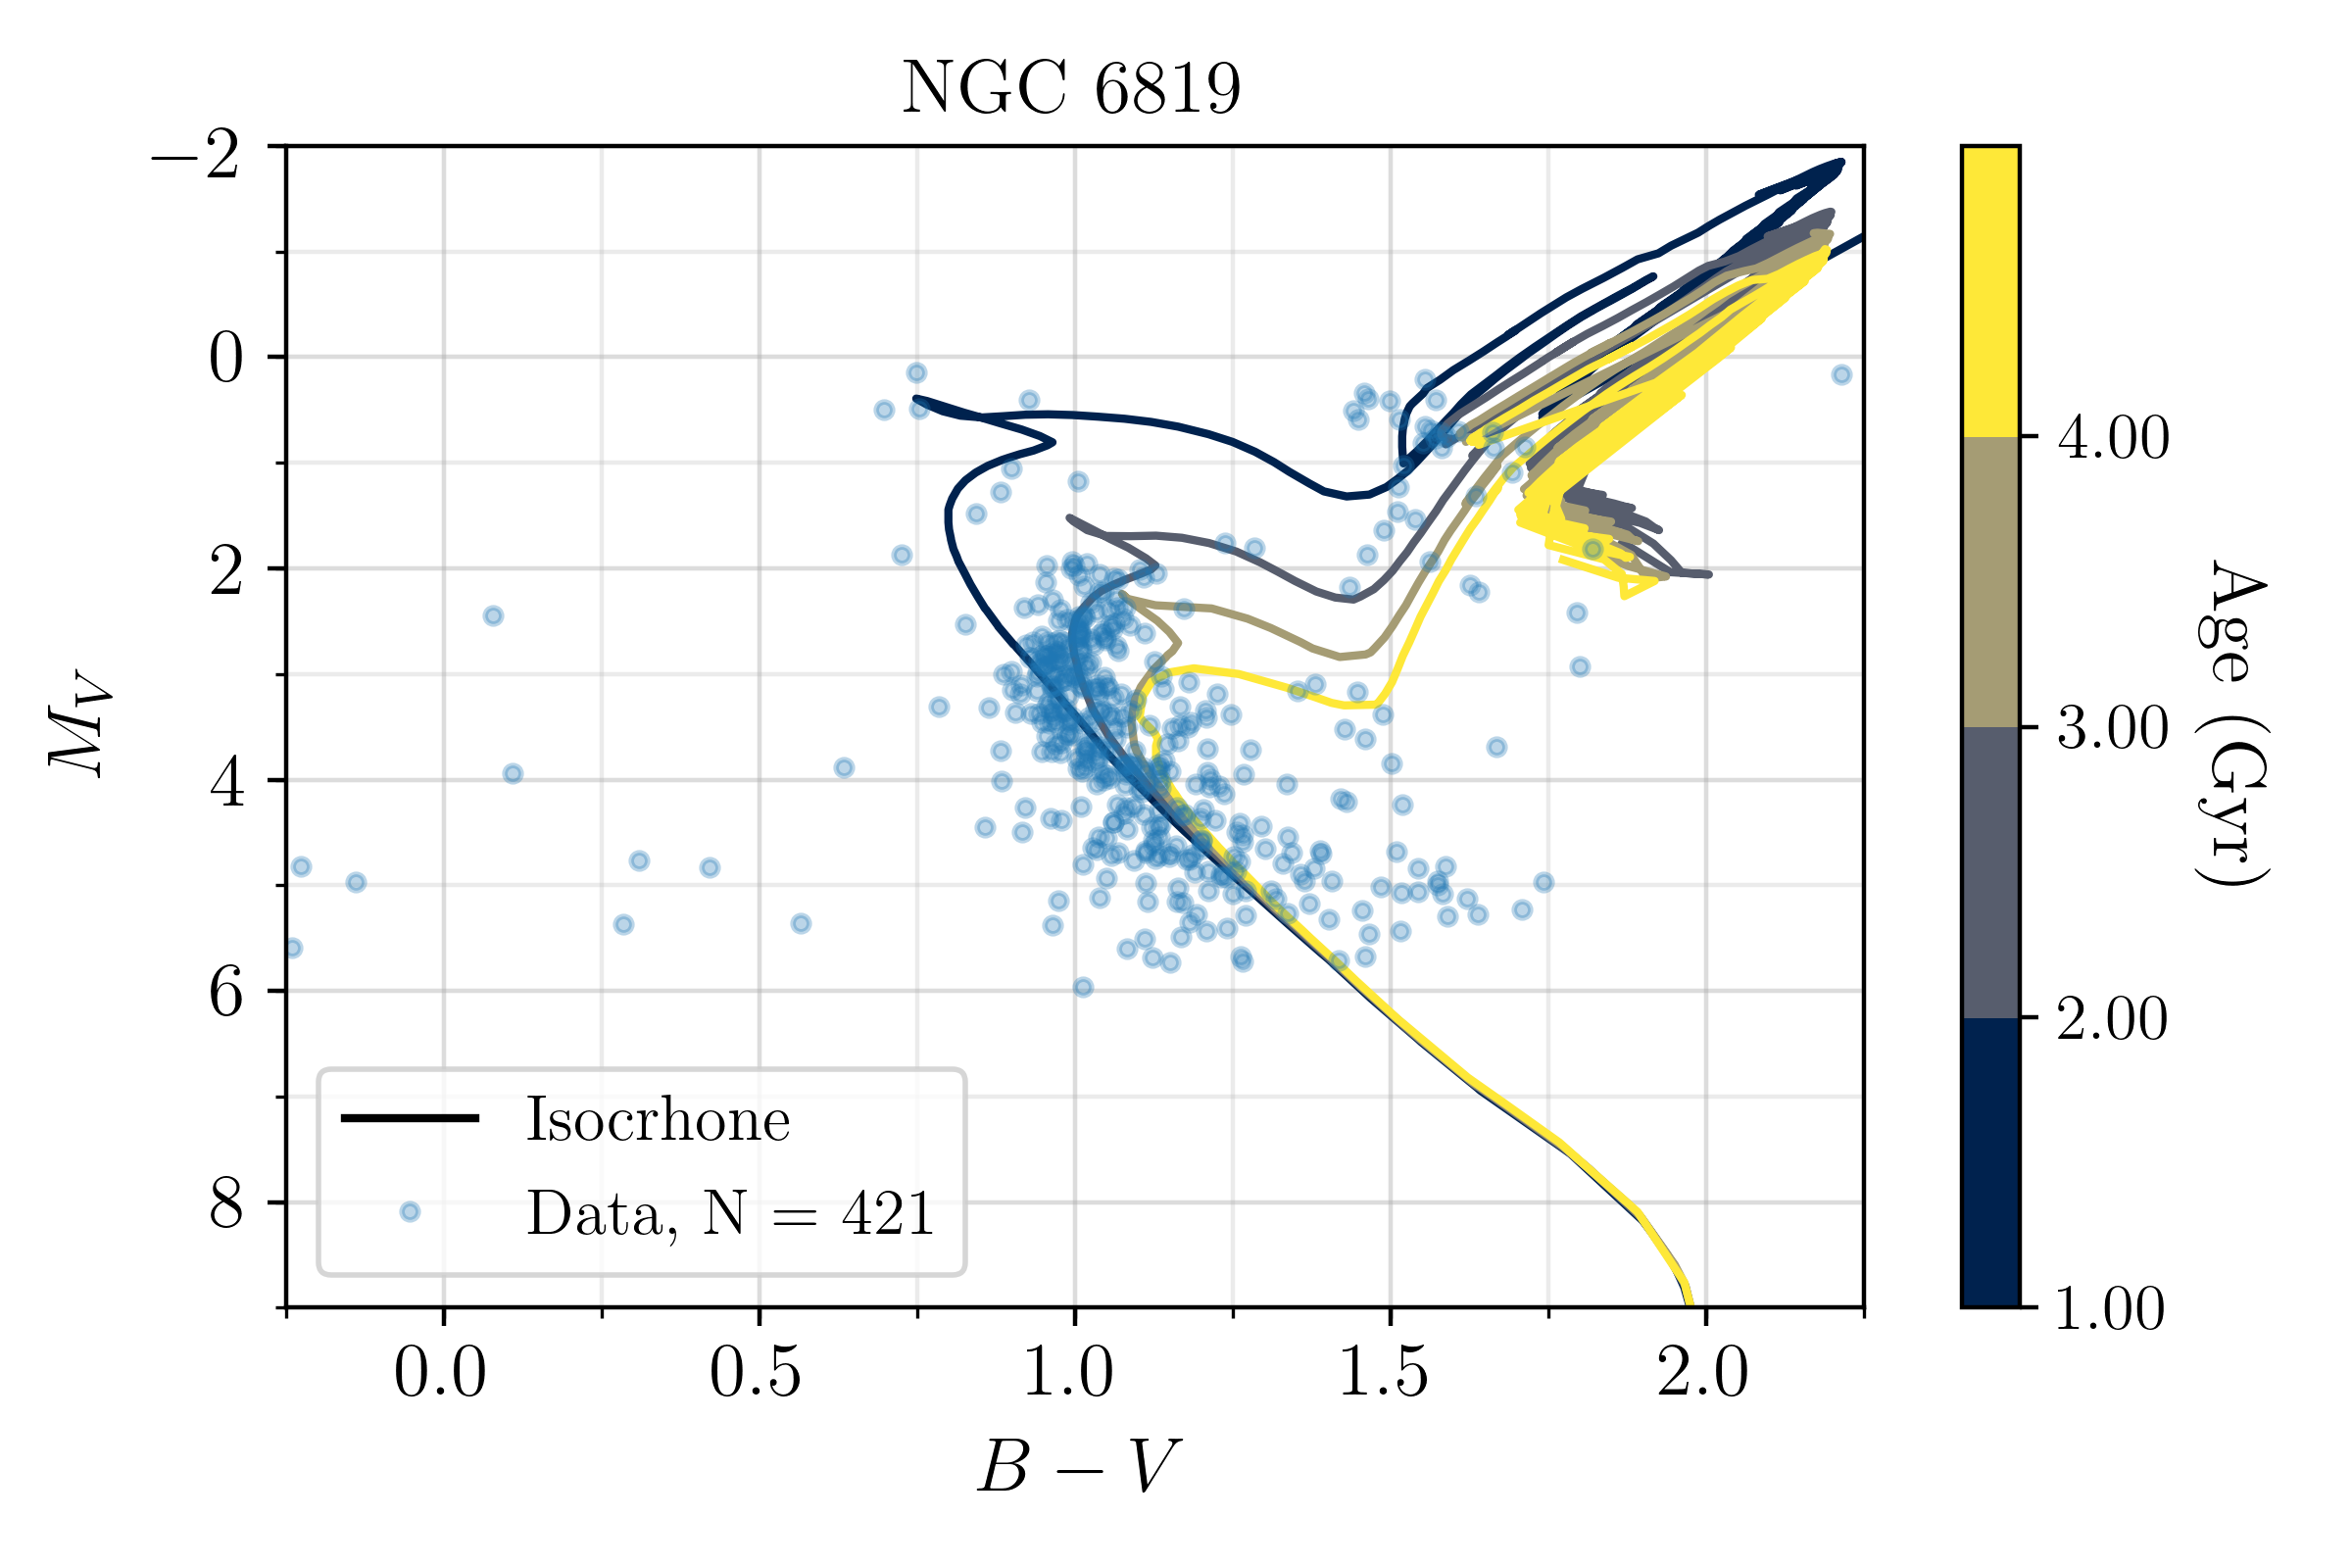 NGC 6819
−2
0
2
4
6
8
M_V
0.0 0.5 1.0 1.5 2.0
B − V
Isocrhone
Data, N = 421
4.00
3.00
2.00
1.00
Age (Gyr)